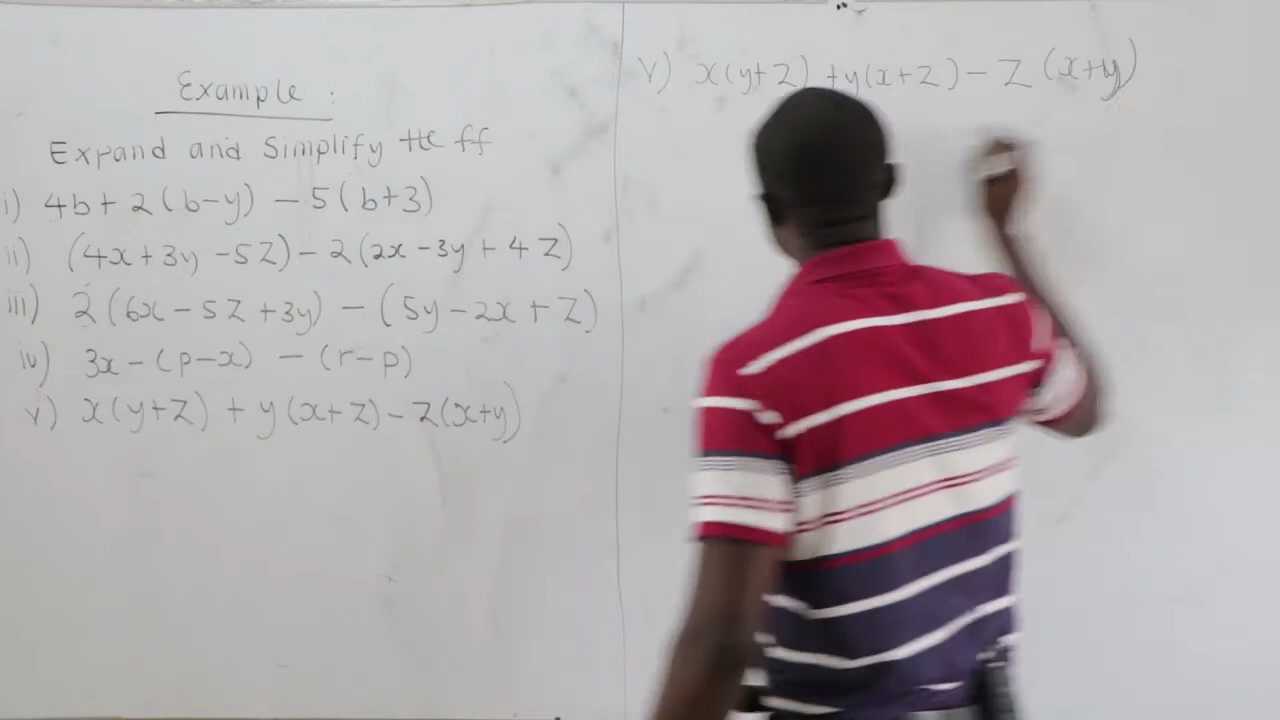 Example :
Expand and Simplify the ff
i) 4b + 2(b-y) - 5(b+3)
ii) (4x+3y-5z) - 2(2x-3y+4z)
iii) 2(6x-5z+3y) - (5y-2x+z)
iv) 3x-(p-x) - (r-p)
v) x(y+z) + y(x+z) - z(x+y)
v) x(y+z) + y(x+z) - z(x+y)